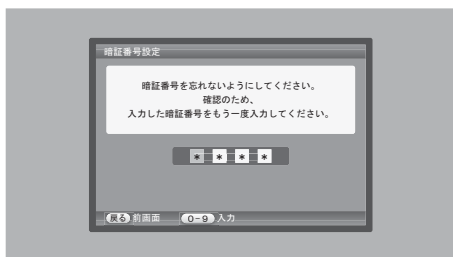 暗証番号設定
暗証番号を忘れないようにしてください。
確認のため、
入力した暗証番号をもう一度入力してください。
* * * *
戻る 前画面 0-9 入力